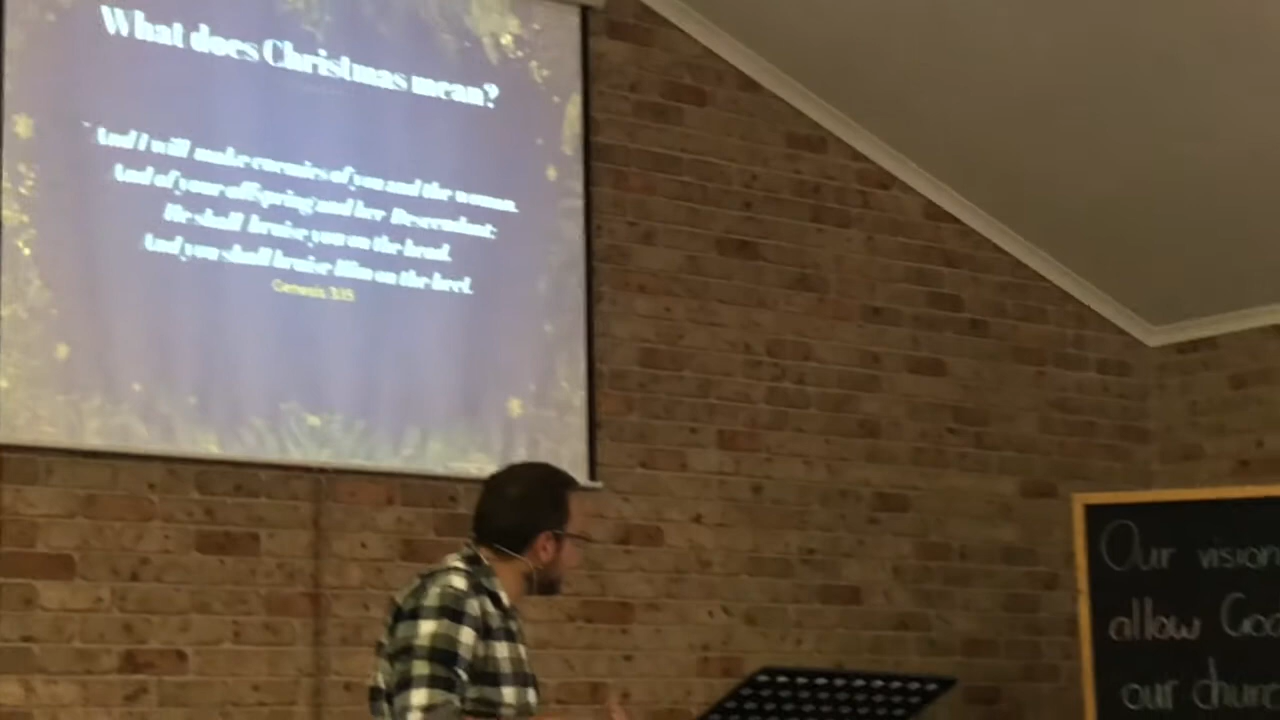 What does Christmas mean?
"And I will make enemies of you and the woman,
And of your offspring and her Descendant;
He shall bruise you on the head,
And you shall bruise Him on the heel.
Genesis 3:15
Our vision
allow God
our churc